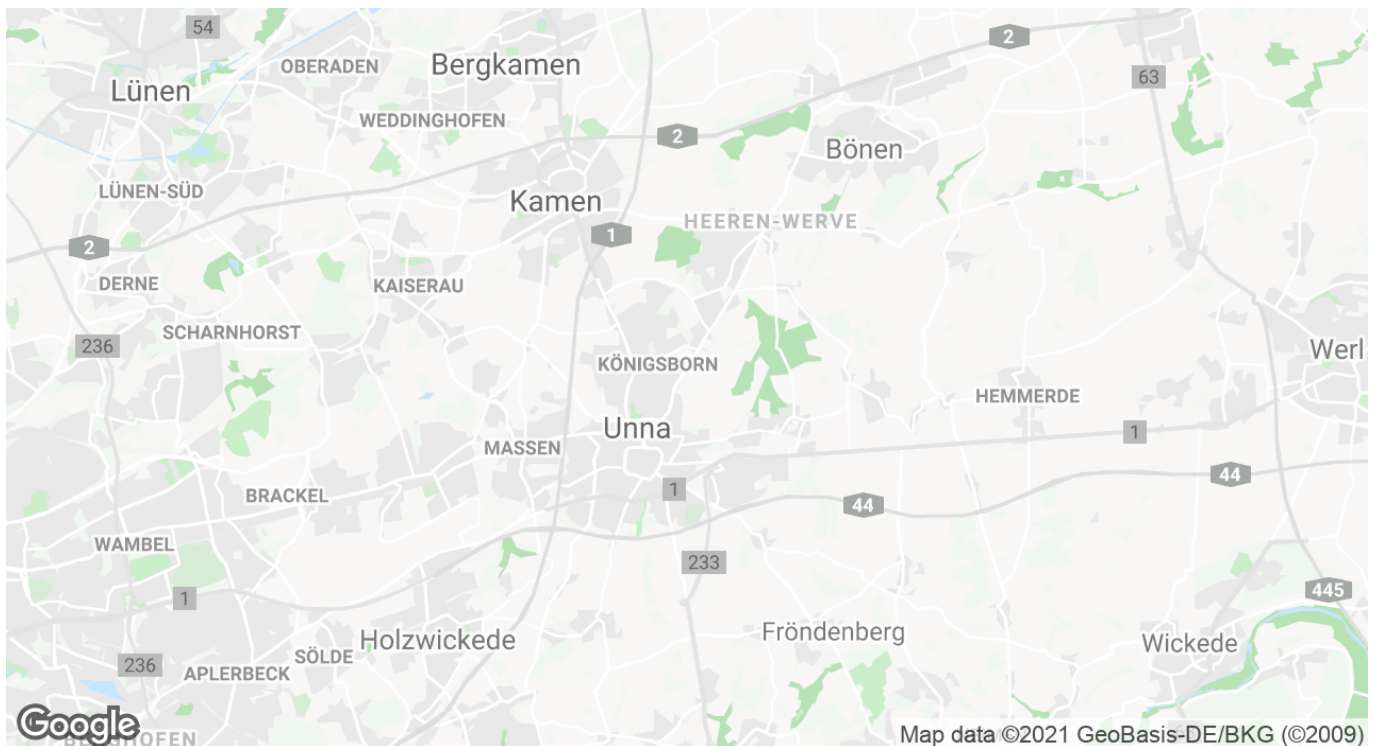 54
2
OBERADEN
Bergkamen
63
Lünen
WEDDINGHOFEN
2
Bönen
LÜNEN-SÜD
Kamen
HEEREN-WERVE
1
2
DERNE
KAISERAU
SCHARNHORST
236
Werl
KÖNIGSBORN
HEMMERDE
Unna
1
MASSEN
44
1
BRACKEL
44
WAMBEL
233
1
445
Holzwickede
Fröndenberg
Wickede
SÖLDE
236
APLERBECK
Google
BERGHOFEN
Map data ©2021 GeoBasis-DE/BKG (©2009)